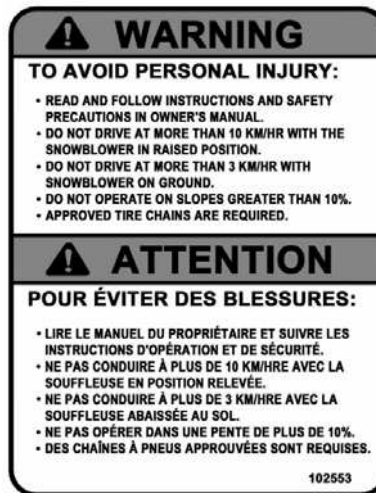 WARNING
TO AVOID PERSONAL INJURY:
• READ AND FOLLOW INSTRUCTIONS AND SAFETY
PRECAUTIONS IN OWNER'S MANUAL.
• DO NOT DRIVE AT MORE THAN 10 KM/HR WITH THE
SNOWBLOWER IN RAISED POSITION.
• DO NOT DRIVE AT MORE THAN 3 KM/HR WITH
SNOWBLOWER ON GROUND.
• DO NOT OPERATE ON SLOPES GREATER THAN 10%.
• APPROVED TIRE CHAINS ARE REQUIRED.
ATTENTION
POUR ÉVITER DES BLESSURES:
• LIRE LE MANUEL DU PROPRIÉTAIRE ET SUIVRE LES
INSTRUCTIONS D'OPÉRATION ET DE SÉCURITÉ.
• NE PAS CONDUIRE À PLUS DE 10 KM/HRE AVEC LA
SOUFFLEUSE EN POSITION RELEVÉE.
• NE PAS CONDUIRE À PLUS DE 3 KM/HRE AVEC LA
SOUFFLEUSE ABAISSÉE AU SOL.
• NE PAS OPÉRER DANS UNE PENTE DE PLUS DE 10%.
• DES CHAÎNES À PNEUS APPROUVÉES SONT REQUISES.
102553